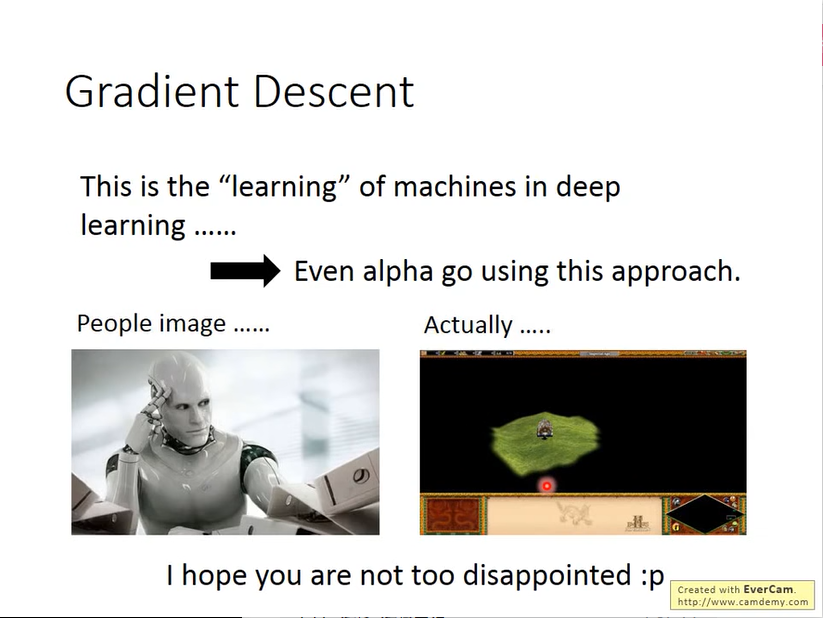 Gradient Descent
This is the “learning” of machines in deep
learning ……
Even alpha go using this approach.
People image ……
Actually …..
I hope you are not too disappointed :p
Created with EverCam.
http://www.camdemy.com